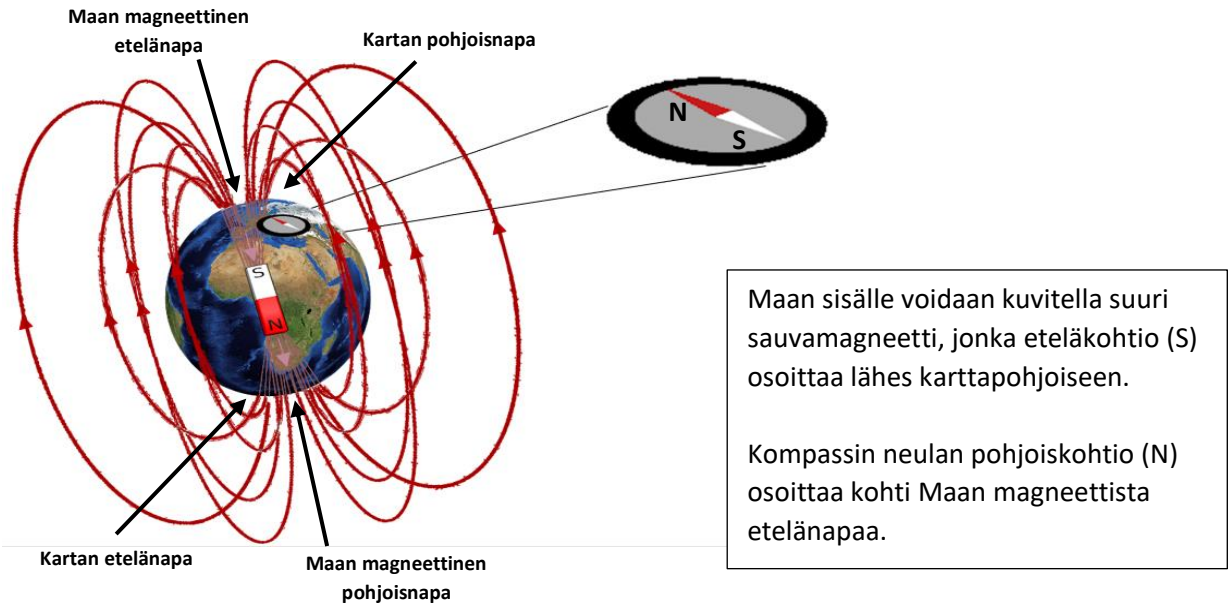 Maan magneettinen
etelänapa
Kartan pohjoisnapa
N
S
S
N
Maan sisälle voidaan kuvitella suuri
sauvamagneetti, jonka eteläkohtio (S)
osoittaa lähes karttapohjoiseen.
Kompassin neulan pohjoiskohtio (N)
osoittaa kohti Maan magneettista
etelänapaa.
Kartan etelänapa
Maan magneettinen
pohjoisnapa